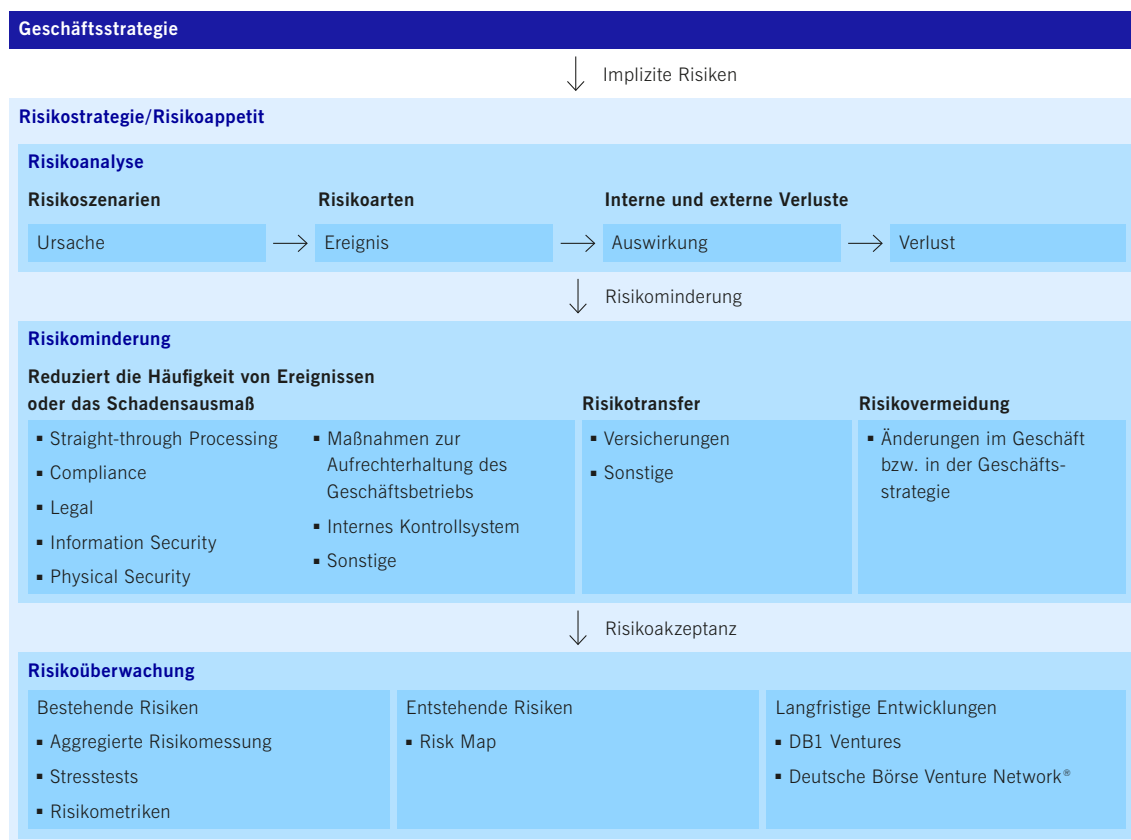 Geschäftsstrategie
Implizite Risiken
Risikostrategie/Risikoappetit
Risikoanalyse
Risikoszenarien
Risikoarten
Interne und externe Verluste
Ursache
Ereignis
Auswirkung
Verlust
Risikominderung
Risikominderung
Reduziert die Häufigkeit von Ereignissen
oder das Schadensausmaß
▪ Straight-through Processing
▪ Compliance
▪ Legal
▪ Information Security
▪ Physical Security
▪ Maßnahmen zur
Aufrechterhaltung des
Geschäftsbetriebs
▪ Internes Kontrollsystem
▪ Sonstige
Risikotransfer
▪ Versicherungen
▪ Sonstige
Risikovermeidung
▪ Änderungen im Geschäft
bzw. in der Geschäfts-
strategie
Risikoakzeptanz
Risikoüberwachung
Bestehende Risiken
▪ Aggregierte Risikomessung
▪ Stresstests
▪ Risikometriken
Entstehende Risiken
▪ Risk Map
Langfristige Entwicklungen
▪ DB1 Ventures
▪ Deutsche Börse Venture Network®